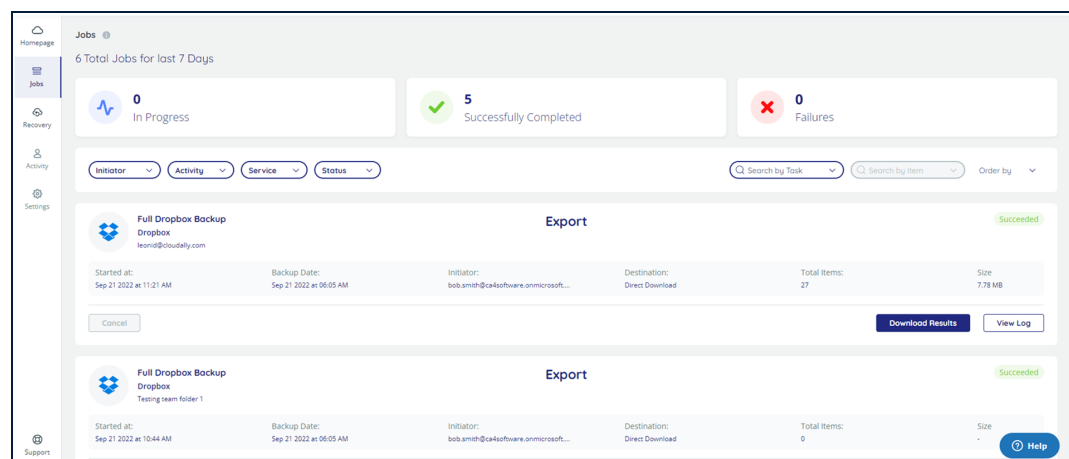 Homepage
Jobs
Recovery
Activity
Settings
Support
Jobs
6 Total Jobs for last 7 Days
0
In Progress
5
Successfully Completed
0
Failures
Initiator
Activity
Service
Status
Search by Task
Search by Item
Order by
Full Dropbox Backup
Dropbox
leonid@cloudally.com
Export
Succeeded
Started at: Backup Date: Initiator: Destination: Total Items: Size
Sep 21 2022 at 11:21 AM Sep 21 2022 at 06:05 AM bob.smith@ca4software.onmicrosoft.... Direct Download 27 7.78 MB
Cancel
Download Results
View Log
Full Dropbox Backup
Dropbox
Testing team folder 1
Export
Succeeded
Started at: Backup Date: Initiator: Destination: Total Items: Size
Sep 21 2022 at 10:44 AM Sep 21 2022 at 06:05 AM bob.smith@ca4software.onmicrosoft.... Direct Download 0 -
Help